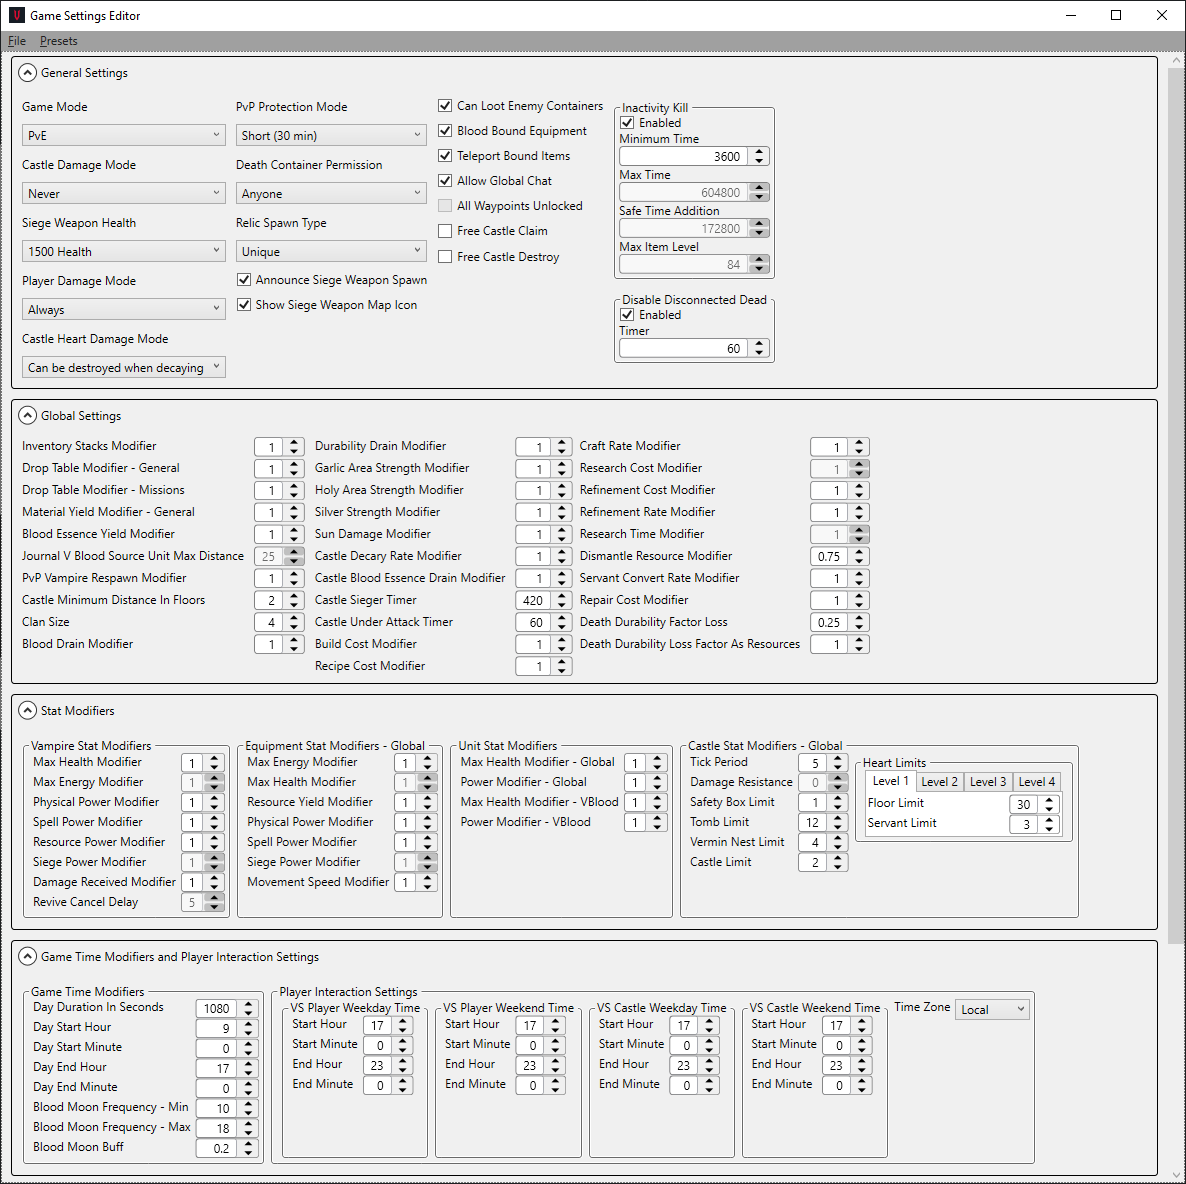 Game Settings Editor
File Presets
General Settings
Game Mode
PvE
Castle Damage Mode
Never
Siege Weapon Health
1500 Health
Player Damage Mode
Always
Castle Heart Damage Mode
Can be destroyed when decaying
PvP Protection Mode
Short (30 min)
Death Container Permission
Anyone
Relic Spawn Type
Unique
Announce Siege Weapon Spawn
Show Siege Weapon Map Icon
Can Loot Enemy Containers
Blood Bound Equipment
Teleport Bound Items
Allow Global Chat
All Waypoints Unlocked
Free Castle Claim
Free Castle Destroy
Inactivity Kill
Enabled
Minimum Time
3600
Max Time
604800
Safe Time Addition
172800
Max Item Level
84
Disable Disconnected Dead
Enabled
Timer
60
Global Settings
Inventory Stacks Modifier 1
Drop Table Modifier - General 1
Drop Table Modifier - Missions 1
Material Yield Modifier - General 1
Blood Essence Yield Modifier 1
Journal V Blood Source Unit Max Distance 25
PvP Vampire Respawn Modifier 1
Castle Minimum Distance In Floors 2
Clan Size 4
Blood Drain Modifier 1
Durability Drain Modifier 1
Garlic Area Strength Modifier 1
Holy Area Strength Modifier 1
Silver Strength Modifier 1
Sun Damage Modifier 1
Castle Decary Rate Modifier 1
Castle Blood Essence Drain Modifier 1
Castle Sieger Timer 420
Castle Under Attack Timer 60
Build Cost Modifier 1
Recipe Cost Modifier 1
Craft Rate Modifier 1
Research Cost Modifier 1
Refinement Cost Modifier 1
Refinement Rate Modifier 1
Research Time Modifier 1
Dismantle Resource Modifier 0.75
Servant Convert Rate Modifier 1
Repair Cost Modifier 1
Death Durability Factor Loss 0.25
Death Durability Loss Factor As Resources 1
Stat Modifiers
Vampire Stat Modifiers
Max Health Modifier 1
Max Energy Modifier 1
Physical Power Modifier 1
Spell Power Modifier 1
Resource Power Modifier 1
Siege Power Modifier 1
Damage Received Modifier 1
Revive Cancel Delay 5
Equipment Stat Modifiers - Global
Max Energy Modifier 1
Max Health Modifier 1
Resource Yield Modifier 1
Physical Power Modifier 1
Spell Power Modifier 1
Siege Power Modifier 1
Movement Speed Modifier 1
Unit Stat Modifiers
Max Health Modifier - Global 1
Power Modifier - Global 1
Max Health Modifier - VBlood 1
Power Modifier - VBlood 1
Castle Stat Modifiers - Global
Tick Period 5
Damage Resistance 0
Safety Box Limit 1
Tomb Limit 12
Vermin Nest Limit 4
Castle Limit 2
Heart Limits
Level 1 Level 2 Level 3 Level 4
Floor Limit 30
Servant Limit 3
Game Time Modifiers and Player Interaction Settings
Game Time Modifiers
Day Duration In Seconds 1080
Day Start Hour 9
Day Start Minute 0
Day End Hour 17
Day End Minute 0
Blood Moon Frequency - Min 10
Blood Moon Frequency - Max 18
Blood Moon Buff 0.2
Player Interaction Settings
VS Player Weekday Time
Start Hour 17
Start Minute 0
End Hour 23
End Minute 0
VS Player Weekend Time
Start Hour 17
Start Minute 0
End Hour 23
End Minute 0
VS Castle Weekday Time
Start Hour 17
Start Minute 0
End Hour 23
End Minute 0
VS Castle Weekend Time
Start Hour 17
Start Minute 0
End Hour 23
End Minute 0
Time Zone Local